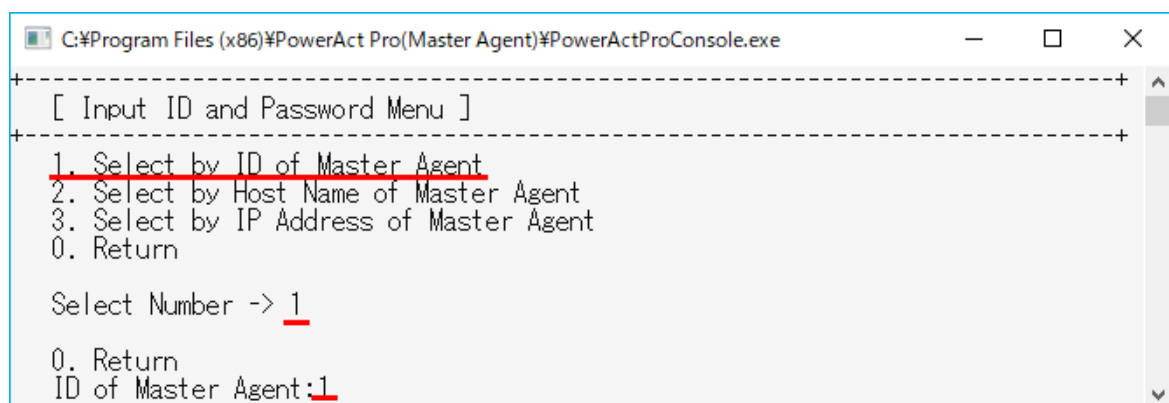 C:¥Program Files (x86)¥PowerAct Pro(Master Agent)¥PowerActProConsole.exe
+-----------------------------------------------------------------------------+
[ Input ID and Password Menu ]
+-----------------------------------------------------------------------------+
1. Select by ID of Master Agent
2. Select by Host Name of Master Agent
3. Select by IP Address of Master Agent
0. Return
Select Number -> 1
0. Return
ID of Master Agent:1